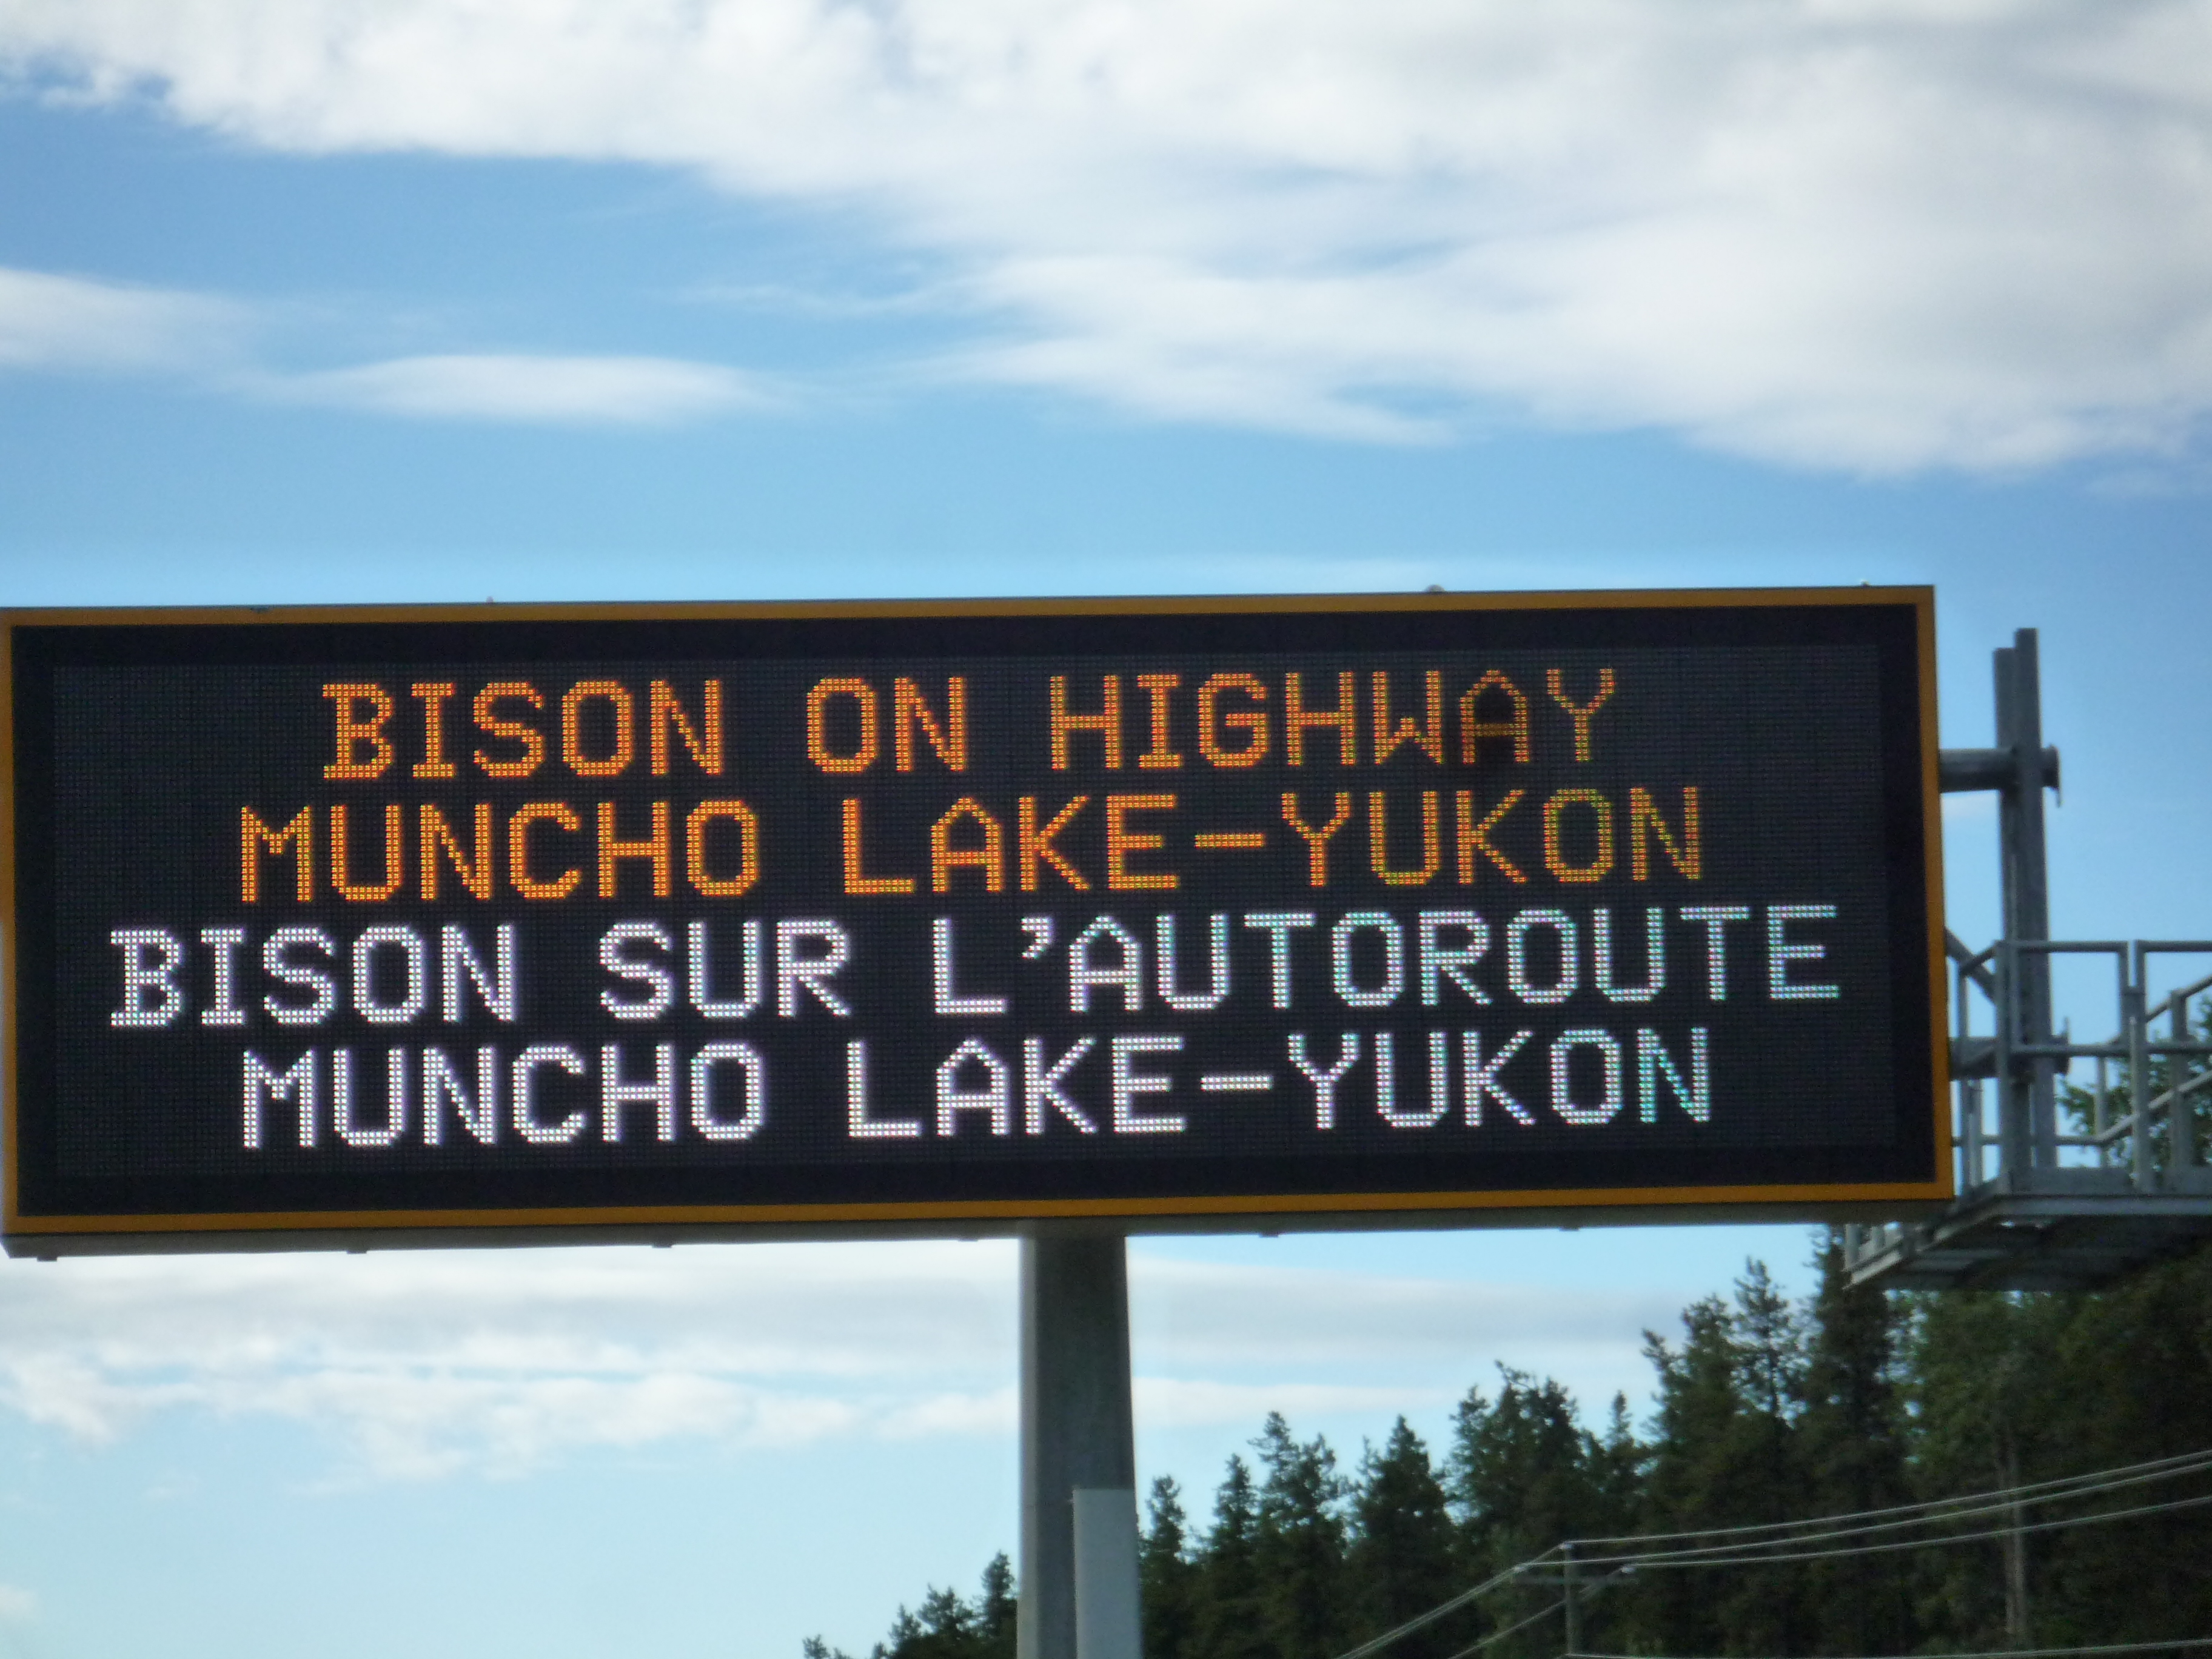 BISON ON HIGHWAY
MUNCHO LAKE-YUKON
BISON SUR L'AUTOROUTE
MUNCHO LAKE-YUKON